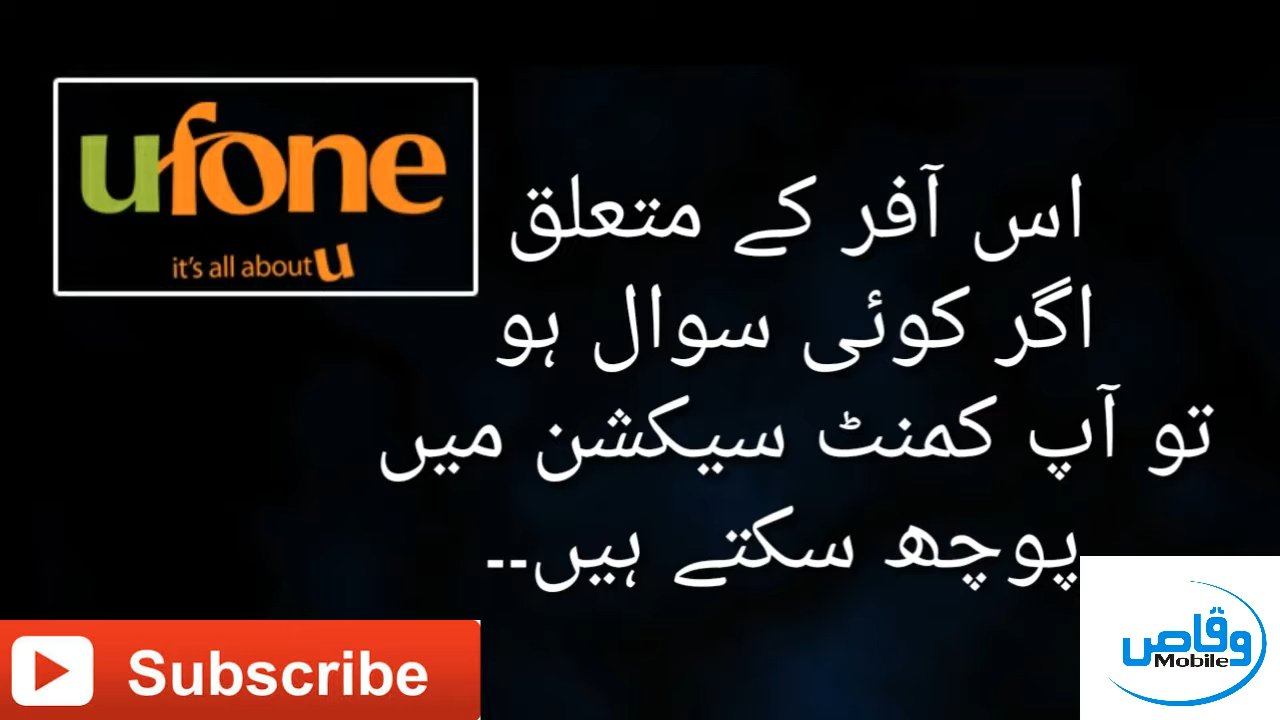 ufone
it's all about u
اس آفر کے متعلق
اگر کوئی سوال ہو
تو آپ کمنٹ سیکشن میں
پوچھ سکتے ہیں--
Subscribe
وقاص
Mobile